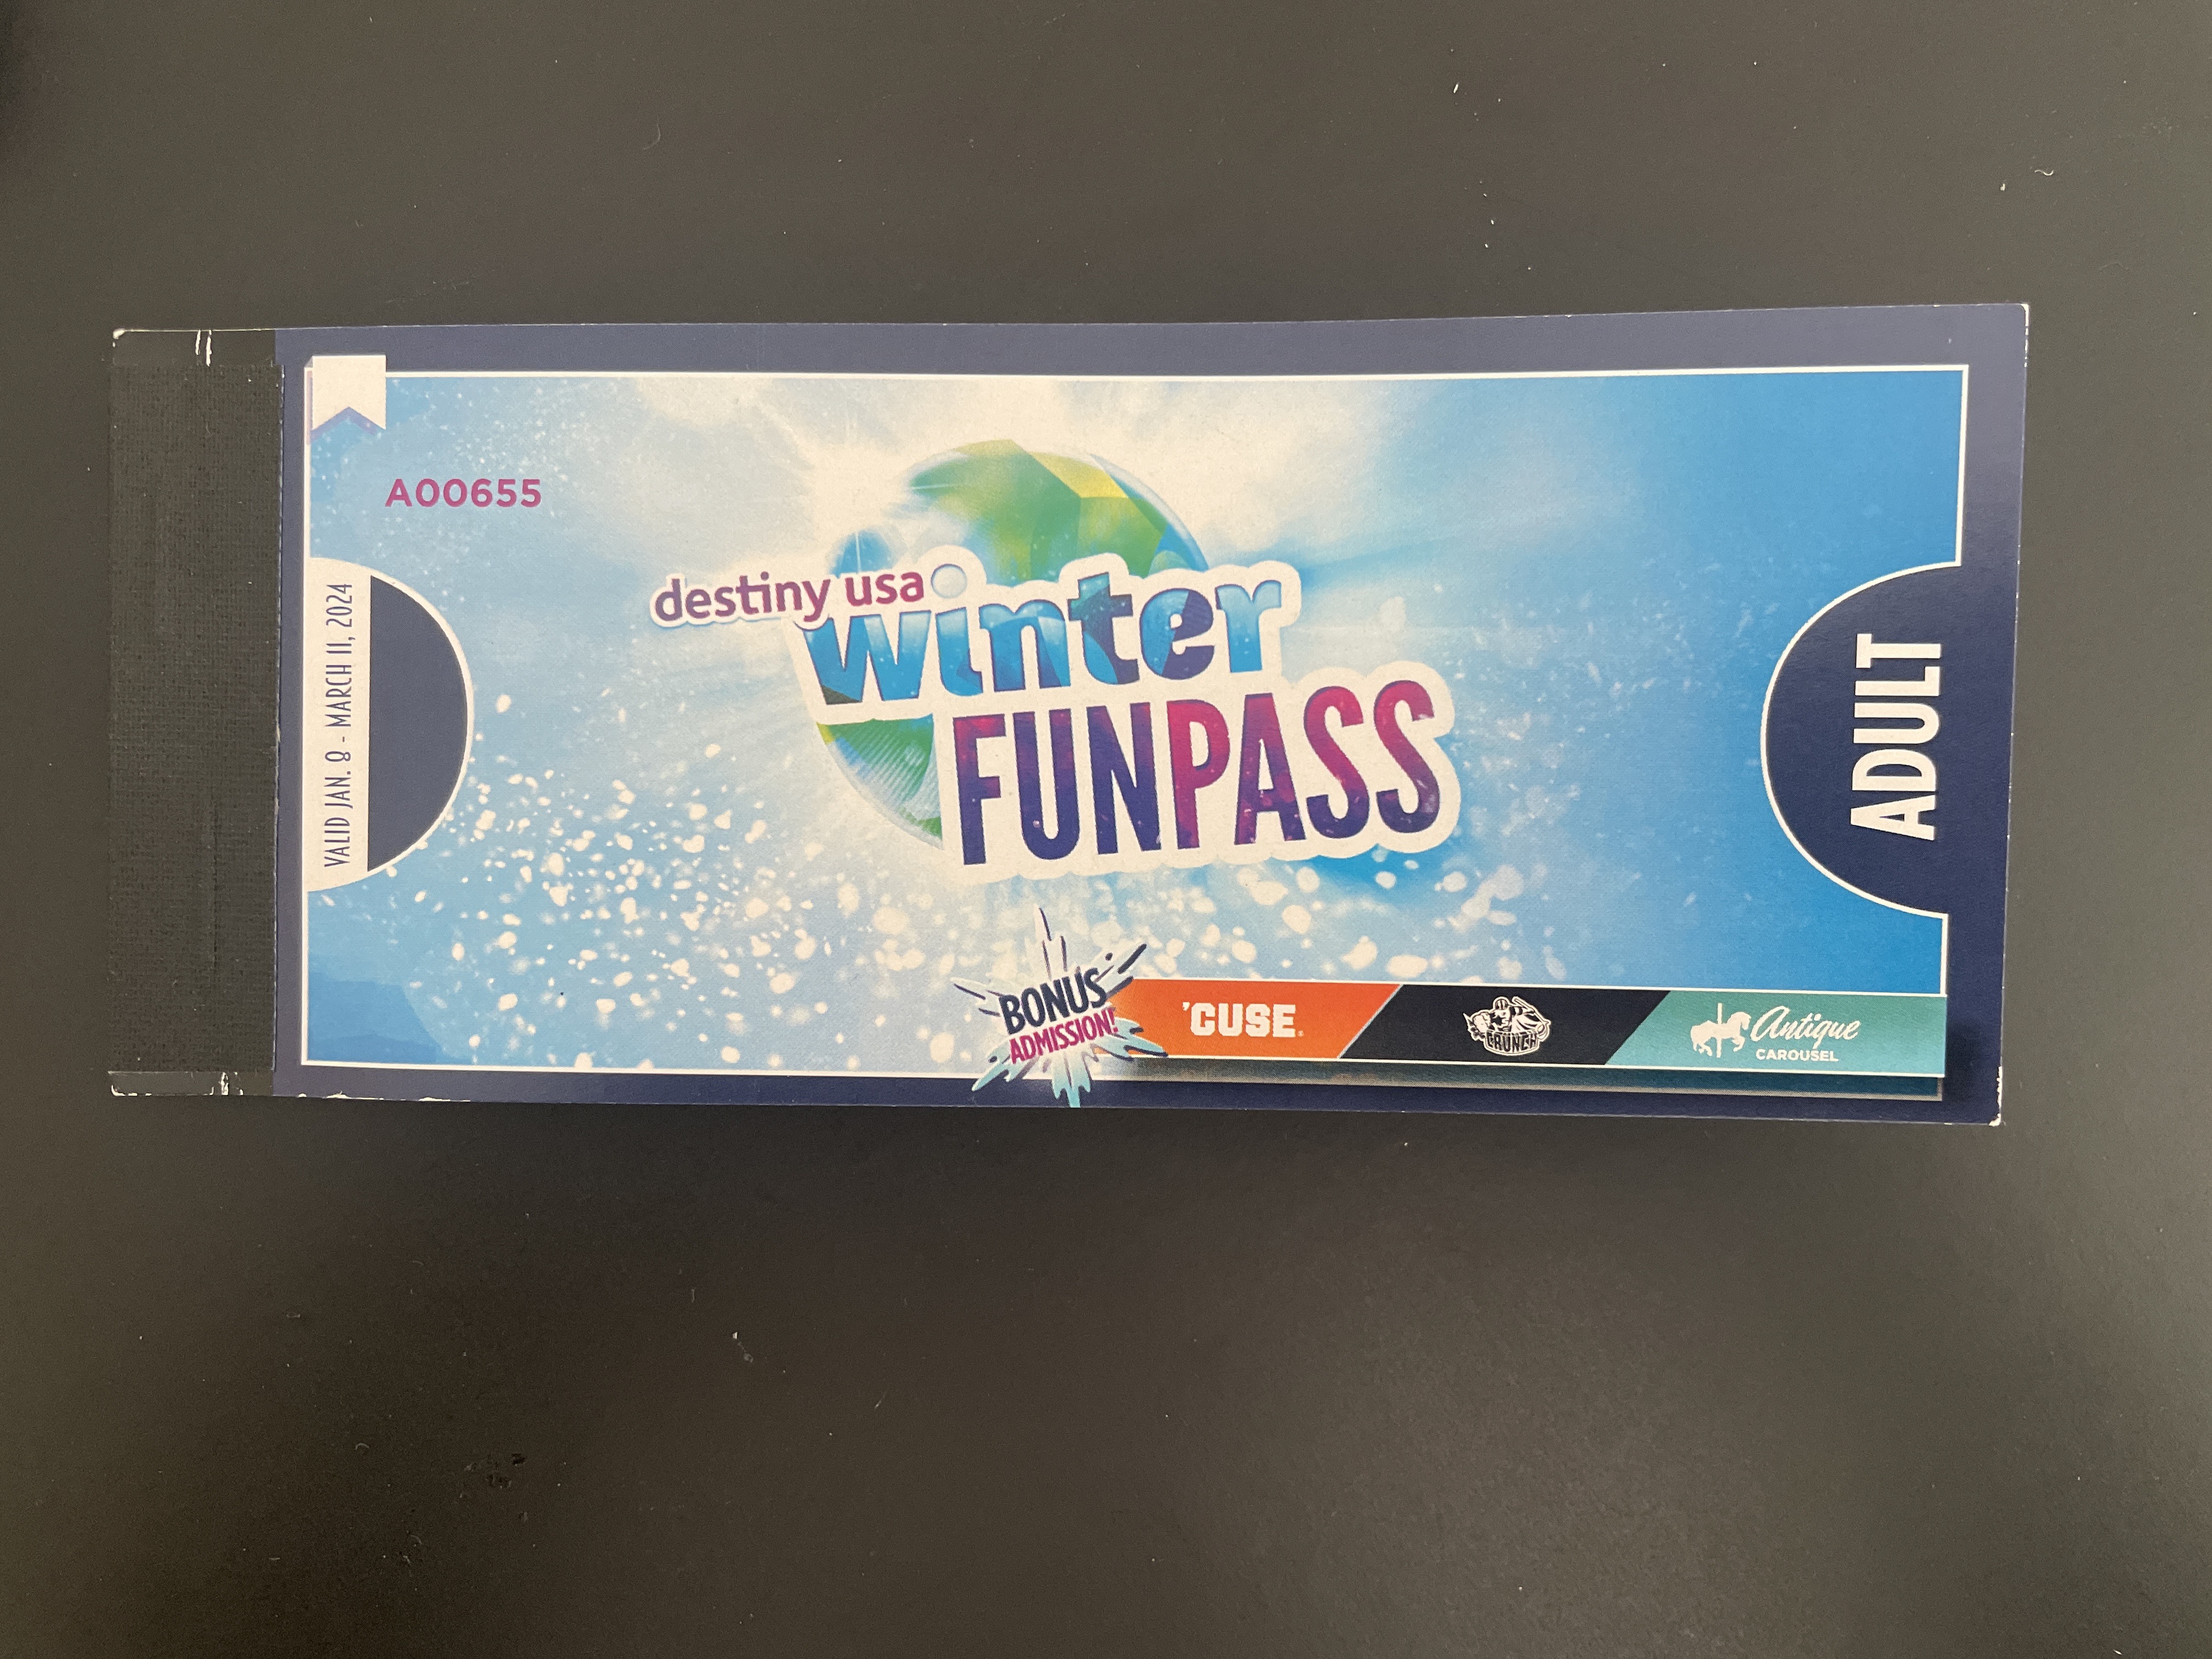 A00655
VALID JAN. 8 - MARCH 11, 2024
destiny usa
winter
FUNPASS
ADULT
BONUS
ADMISSION!
'CUSE
CRUNCH
Antique
CAROUSEL